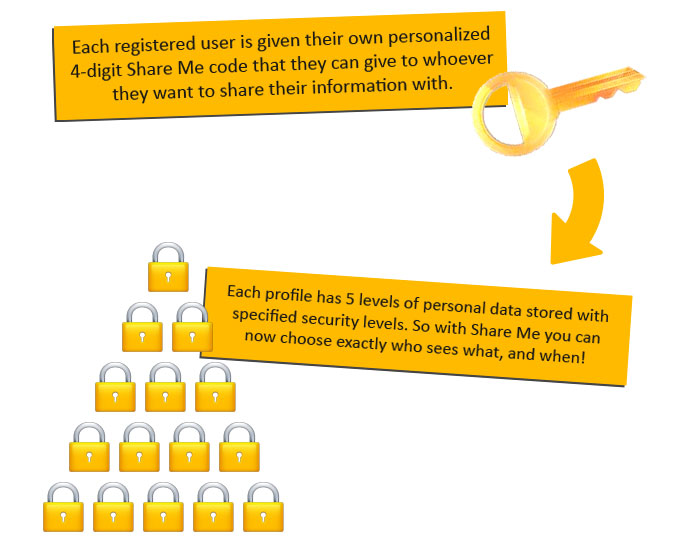 Each registered user is given their own personalized
4-digit Share Me code that they can give to whoever
they want to share their information with.
Each profile has 5 levels of personal data stored with
specified security levels. So with Share Me you can
now choose exactly who sees what, and when!